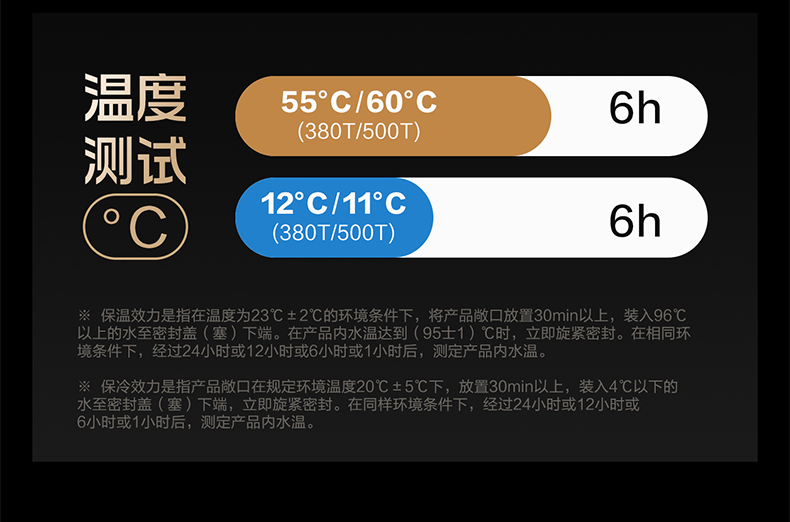 温度
测试
°C
55°C/60°C
(380T/500T)
6h
12°C/11°C
(380T/500T)
6h
※ 保温效力是指在温度为23℃±2℃的环境条件下，将产品敞口放置30min以上，装入96℃
以上的水至密封盖（塞）下端。在产品内水温达到（95士1）℃时，立即旋紧密封。在相同环
境条件下，经过24小时或12小时或6小时或1小时后，测定产品内水温。
※ 保冷效力是指产品敞口在规定环境温度20℃±5℃下，放置30min以上，装入4℃以下的
水至密封盖（塞）下端，立即旋紧密封。在同样环境条件下，经过24小时或12小时或
6小时或1小时后，测定产品内水温。